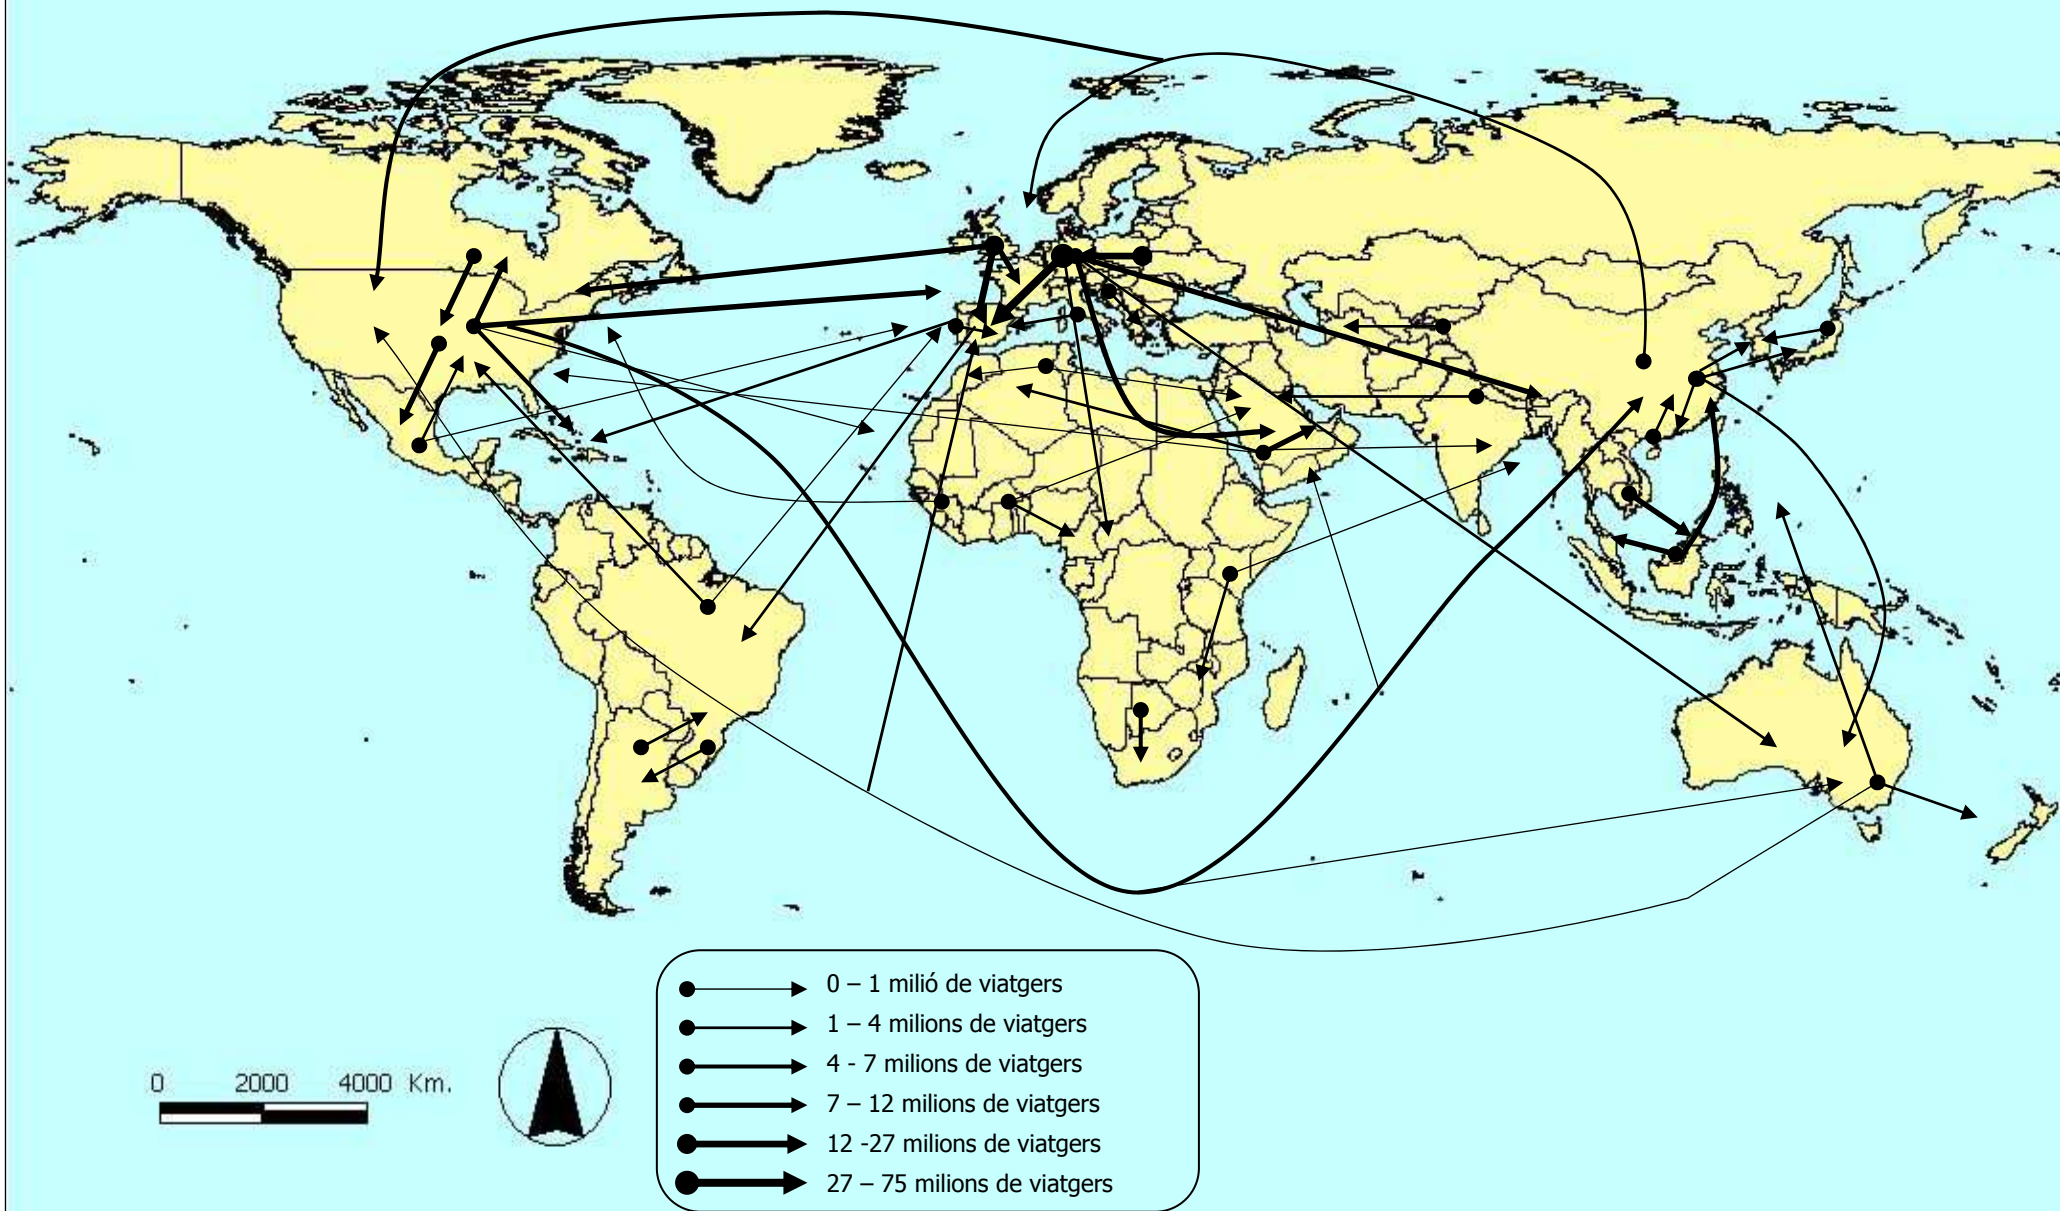 0 – 1 milió de viatgers
1 – 4 milions de viatgers
4 - 7 milions de viatgers
7 – 12 milions de viatgers
12 -27 milions de viatgers
27 – 75 milions de viatgers
0 2000 4000 Km.